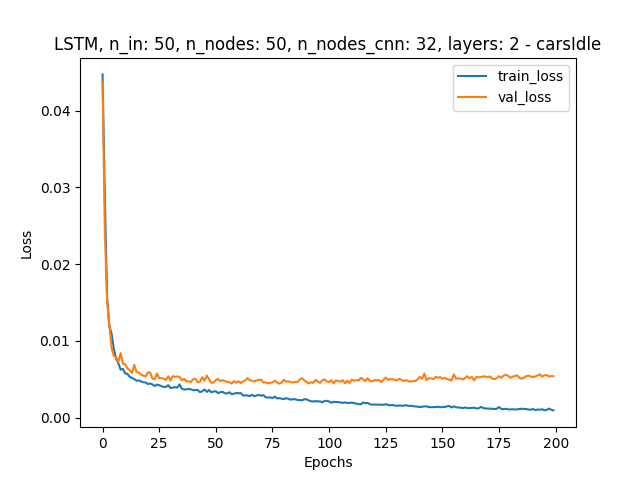 LSTM, n_in: 50, n_nodes: 50, n_nodes_cnn: 32, layers: 2 - carsIdle
train_loss
val_loss
0.04
0.03
0.02
0.01
0.00
Loss
0 25 50 75 100 125 150 175 200
Epochs